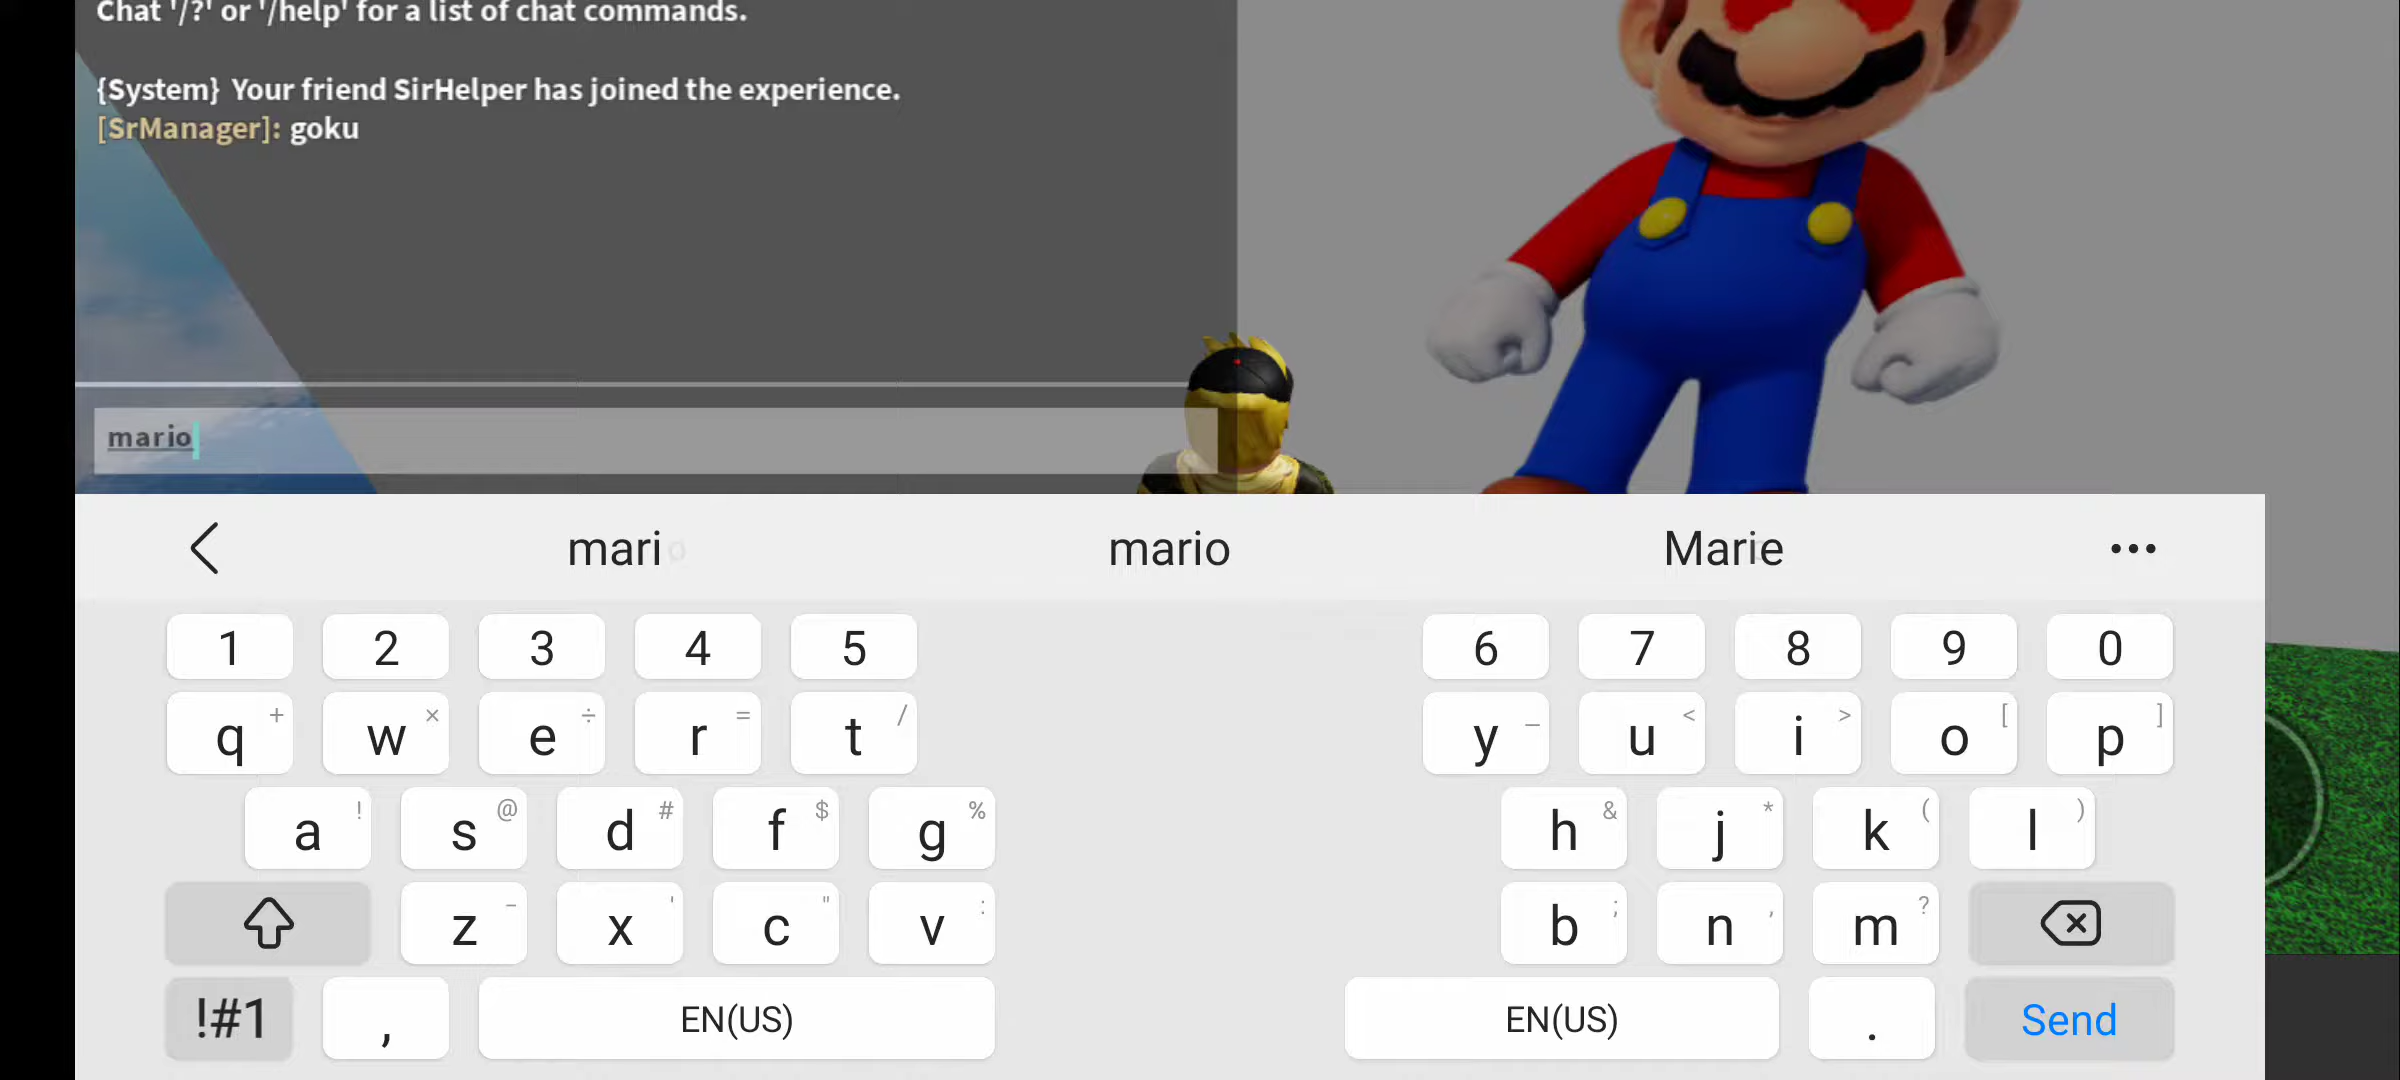 Chat '/?' or '/help' for a list of chat commands.
{System} Your friend SirHelper has joined the experience.
[SrManager]: goku
mario
mario mario Marie •••
1 2 3 4 5 6 7 8 9 0
q + w × e ÷ r = t / y _ u < i > o [ p ]
a ! s @ d # f $ g % h & j * k ( l )
z - x ' c " v : b ; n , m ?
!#1 , EN(US) EN(US) . Send